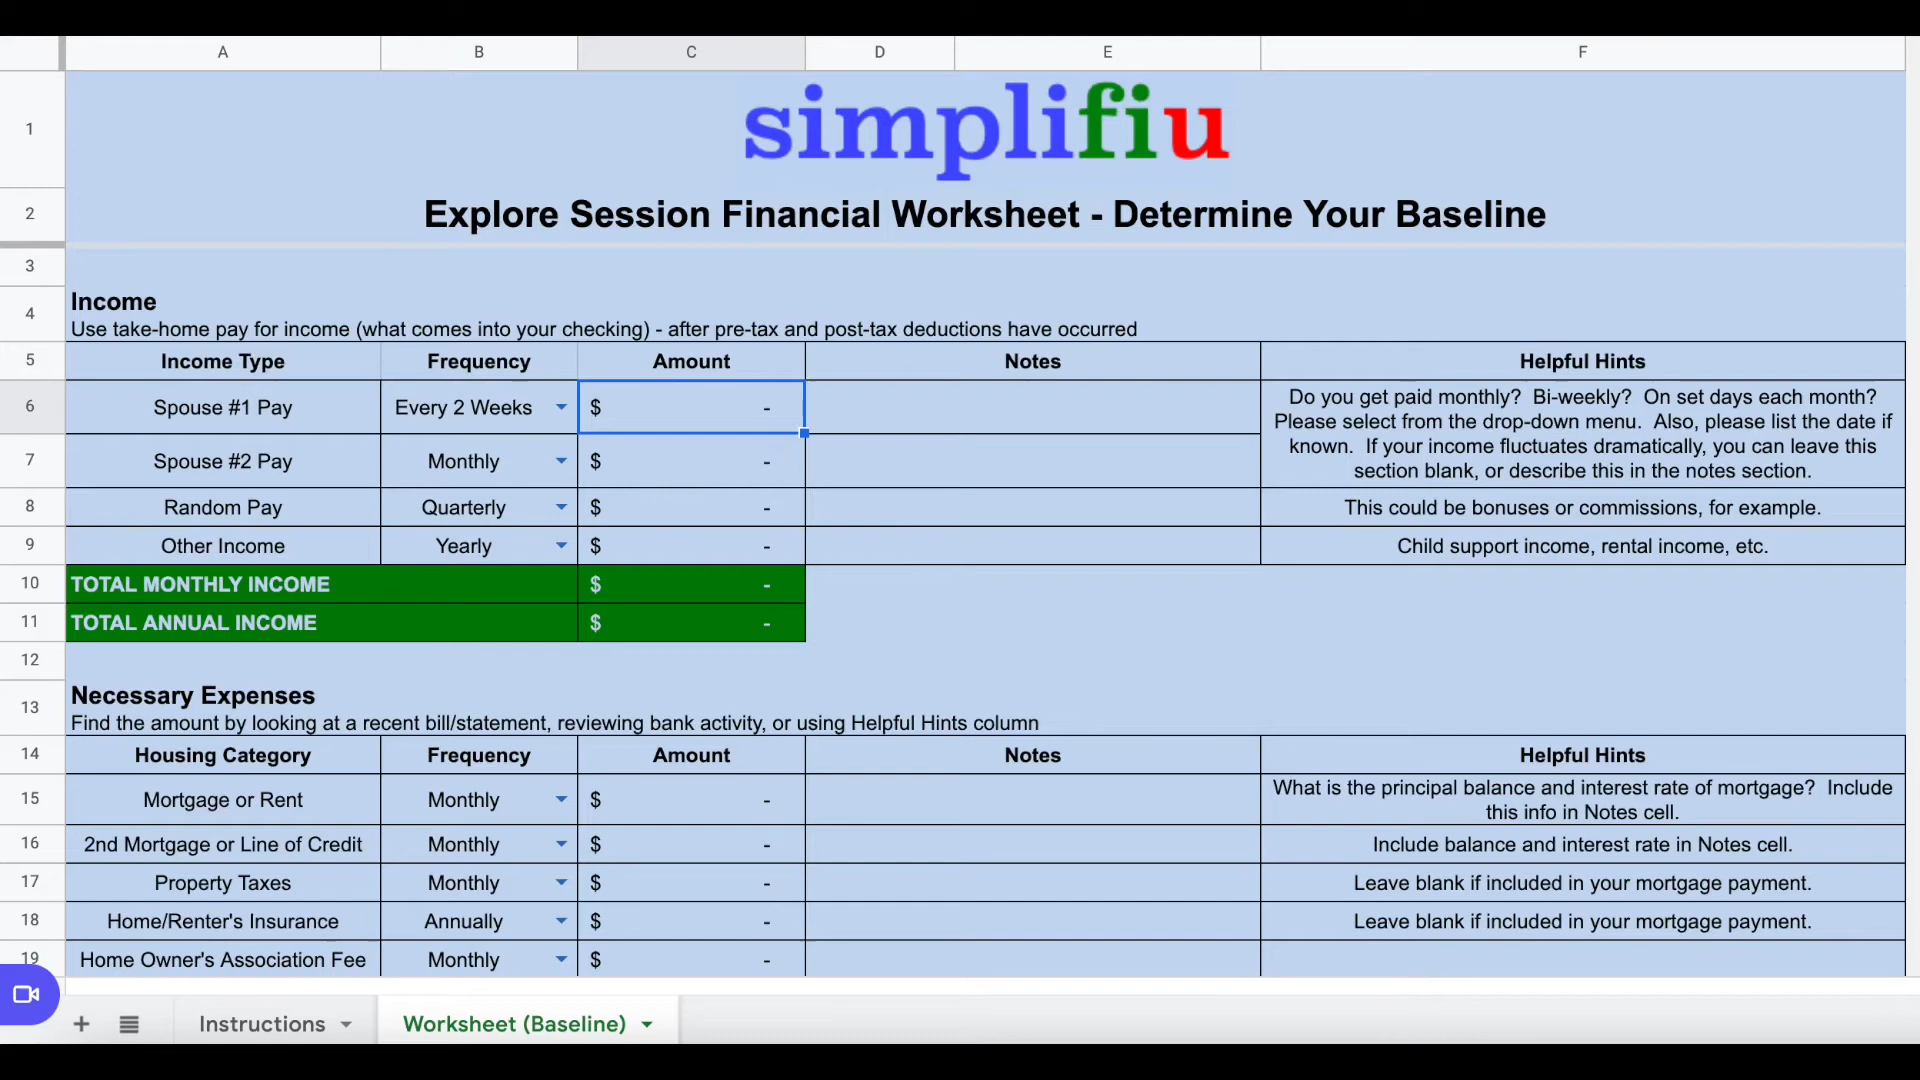 A B C D E F
1 simplifiu
2 Explore Session Financial Worksheet - Determine Your Baseline
3
4 Income
Use take-home pay for income (what comes into your checking) - after pre-tax and post-tax deductions have occurred
5 Income Type Frequency Amount Notes Helpful Hints
6 Spouse #1 Pay Every 2 Weeks $ - Do you get paid monthly? Bi-weekly? On set days each month?
Please select from the drop-down menu. Also, please list the date if
known. If your income fluctuates dramatically, you can leave this
7 Spouse #2 Pay Monthly $ - section blank, or describe this in the notes section.
8 Random Pay Quarterly $ - This could be bonuses or commissions, for example.
9 Other Income Yearly $ - Child support income, rental income, etc.
10 TOTAL MONTHLY INCOME $ -
11 TOTAL ANNUAL INCOME $ -
12
13 Necessary Expenses
Find the amount by looking at a recent bill/statement, reviewing bank activity, or using Helpful Hints column
14 Housing Category Frequency Amount Notes Helpful Hints
15 Mortgage or Rent Monthly $ - What is the principal balance and interest rate of mortgage? Include
this info in Notes cell.
16 2nd Mortgage or Line of Credit Monthly $ - Include balance and interest rate in Notes cell.
17 Property Taxes Monthly $ - Leave blank if included in your mortgage payment.
18 Home/Renter's Insurance Annually $ - Leave blank if included in your mortgage payment.
19 Home Owner's Association Fee Monthly $ -
+ Instructions Worksheet (Baseline)